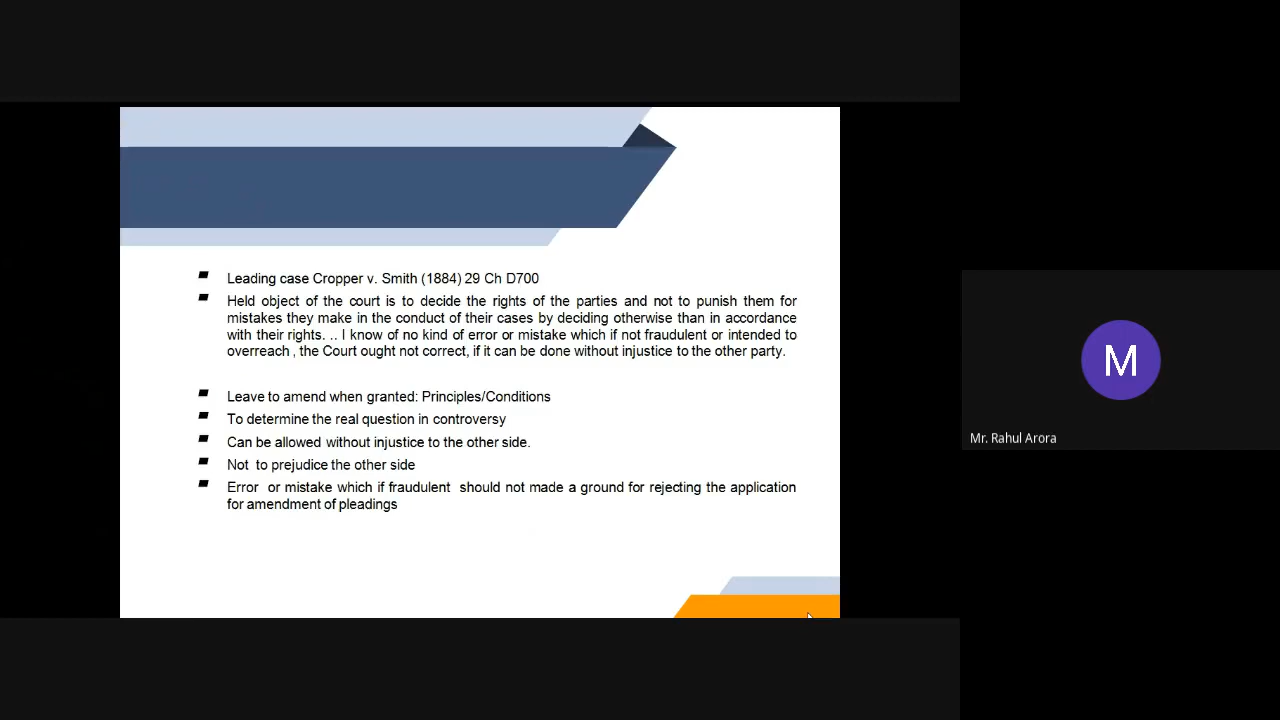 Leading case Cropper v. Smith (1884) 29 Ch D700
Held object of the court is to decide the rights of the parties and not to punish them for
mistakes they make in the conduct of their cases by deciding otherwise than in accordance
with their rights. .. I know of no kind of error or mistake which if not fraudulent or intended to
overreach , the Court ought not correct, if it can be done without injustice to the other party.
Leave to amend when granted: Principles/Conditions
To determine the real question in controversy
Can be allowed without injustice to the other side.
Not to prejudice the other side
Error or mistake which if fraudulent should not made a ground for rejecting the application
for amendment of pleadings
M
Mr. Rahul Arora